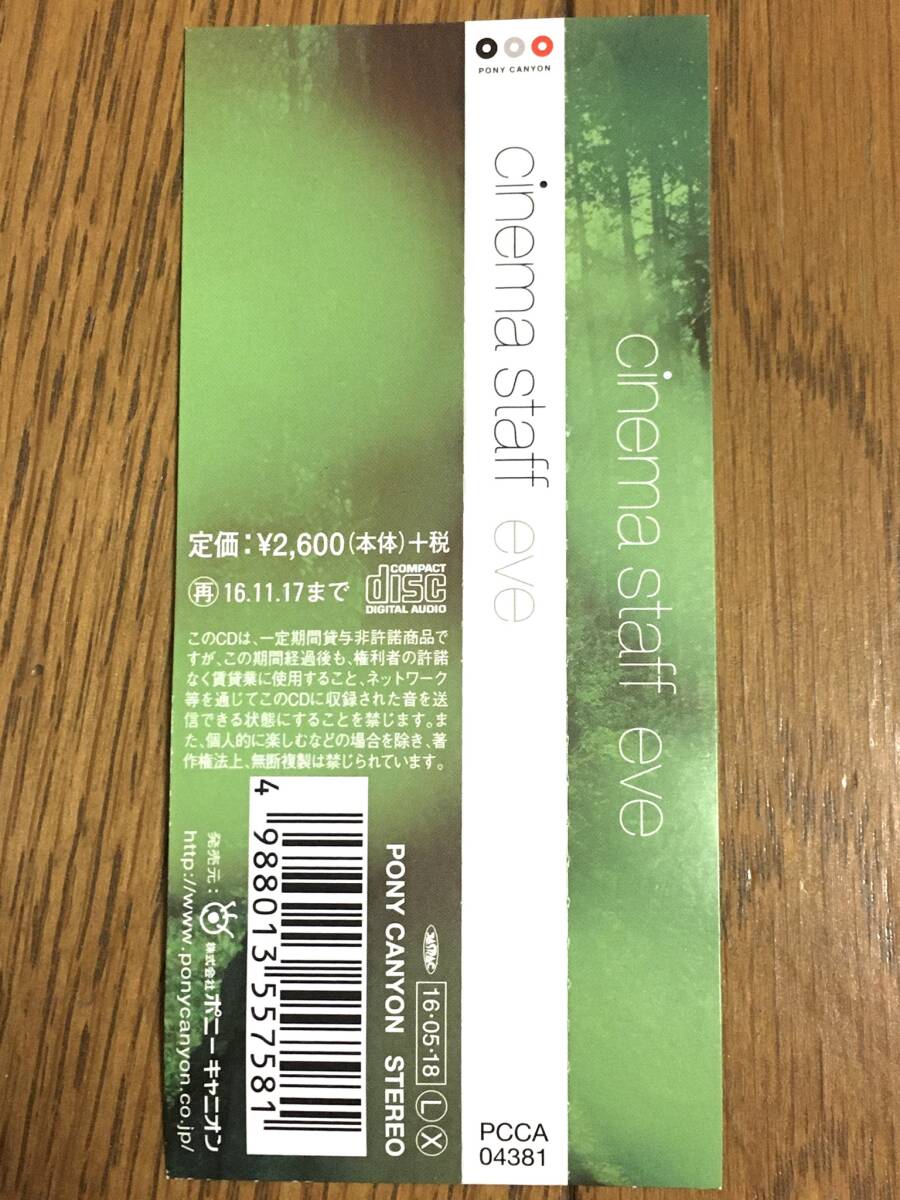 PONY CANYON
cinema staff eve
PCCA
04381
cinema staff eve
定価：¥2,600（本体）＋税
再 16.11.17まで
COMPACT
disc
DIGITAL AUDIO
このCDは、一定期間貸与非許諾商品で
すが、この期間経過後も、権利者の許諾
なく賃貸業に使用すること、ネットワーク
等を通じてこのCDに収録された音を送
信できる状態にすることを禁じます。ま
た、個人的に楽しむなどの場合を除き、著
作権法上、無断複製は禁じられています。
4 988013 557581
PONY CANYON STEREO
16・05・18 L X
発売元：株式会社ポニーキャニオン
http://www.ponycanyon.co.jp/